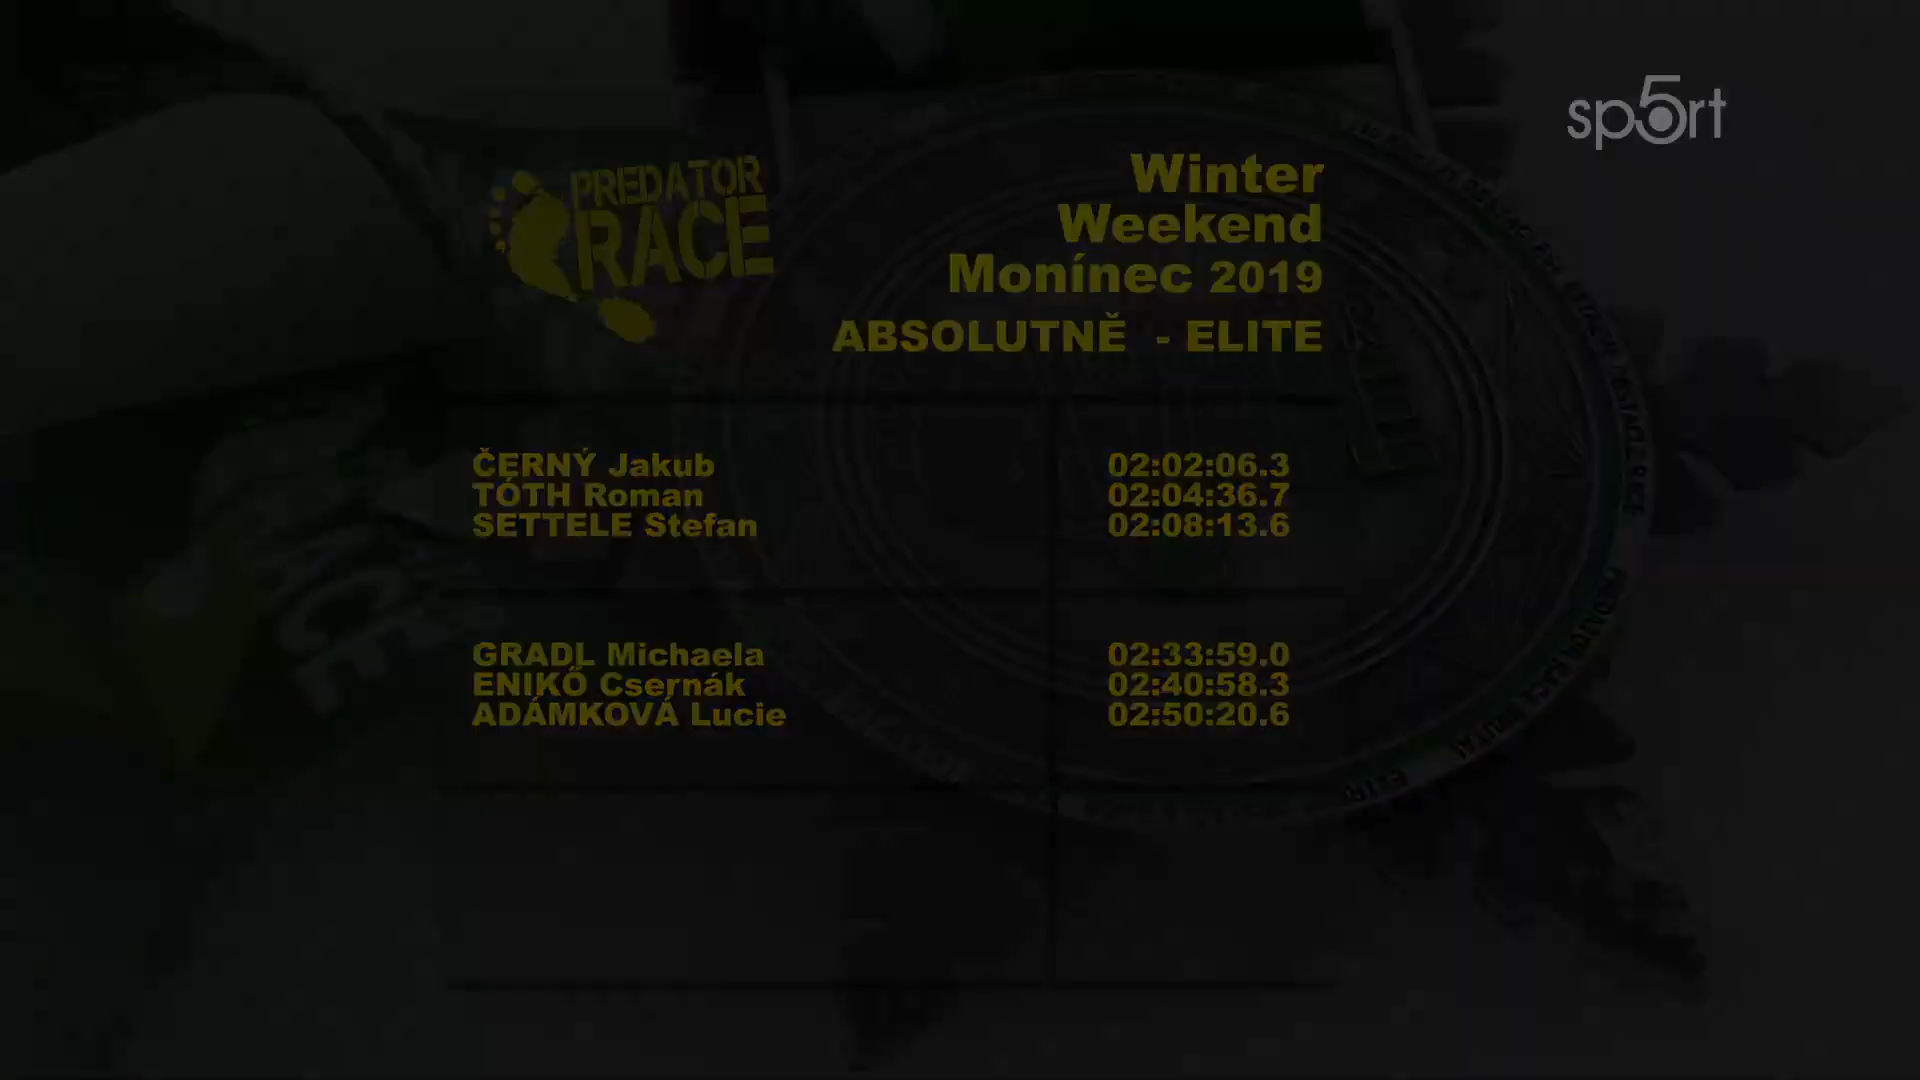 sp5rt
PREDATOR
RACE
Winter
Weekend
Monínec 2019
ABSOLUTNĚ - ELITE
ČERNÝ Jakub 02:02:06.3
TÓTH Roman 02:04:36.7
SETTELE Stefan 02:08:13.6
GRADL Michaela 02:33:59.0
ENIKŐ Csernák 02:40:58.3
ADÁMKOVÁ Lucie 02:50:20.6